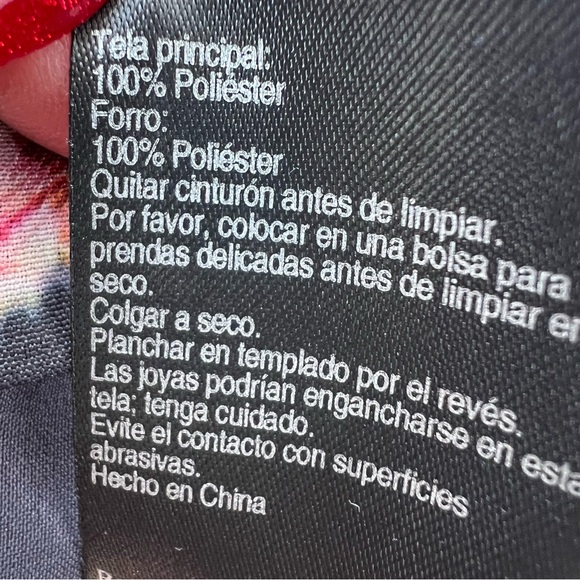 Tela principal:
100% Poliéster
Forro:
100% Poliéster
Quitar cinturón antes de limpiar.
Por favor, colocar en una bolsa para
prendas delicadas antes de limpiar en
seco.
Colgar a seco.
Planchar en templado por el revés.
Las joyas podrían engancharse en esta
tela; tenga cuidado.
Evite el contacto con superficies
abrasivas.
Hecho en China